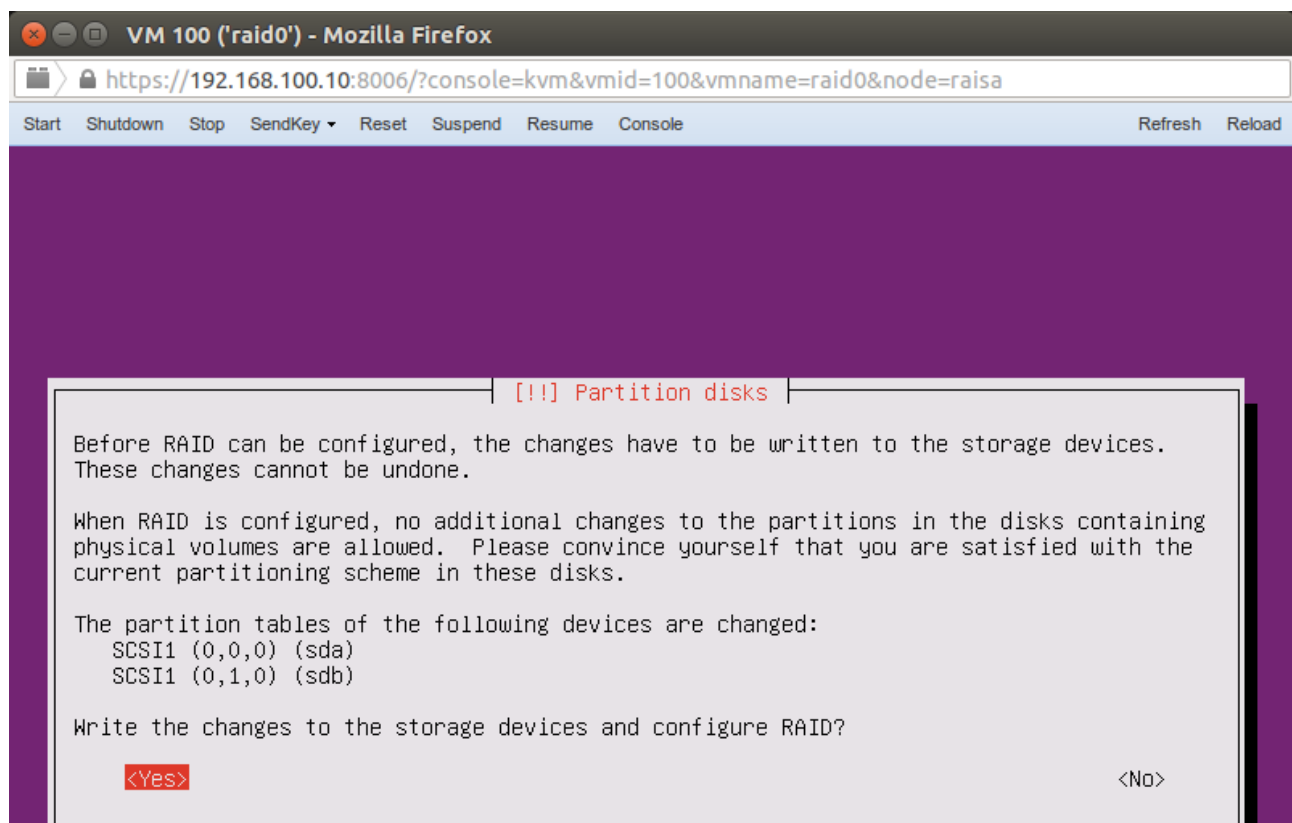 VM 100 ('raid0') - Mozilla Firefox
https://192.168.100.10:8006/?console=kvm&vmid=100&vmname=raid0&node=raisa
Start Shutdown Stop SendKey Reset Suspend Resume Console Refresh Reload
[!!] Partition disks
Before RAID can be configured, the changes have to be written to the storage devices.
These changes cannot be undone.
When RAID is configured, no additional changes to the partitions in the disks containing
physical volumes are allowed.  Please convince yourself that you are satisfied with the
current partitioning scheme in these disks.
The partition tables of the following devices are changed:
SCSI1 (0,0,0) (sda)
SCSI1 (0,1,0) (sdb)
Write the changes to the storage devices and configure RAID?
<Yes> <No>